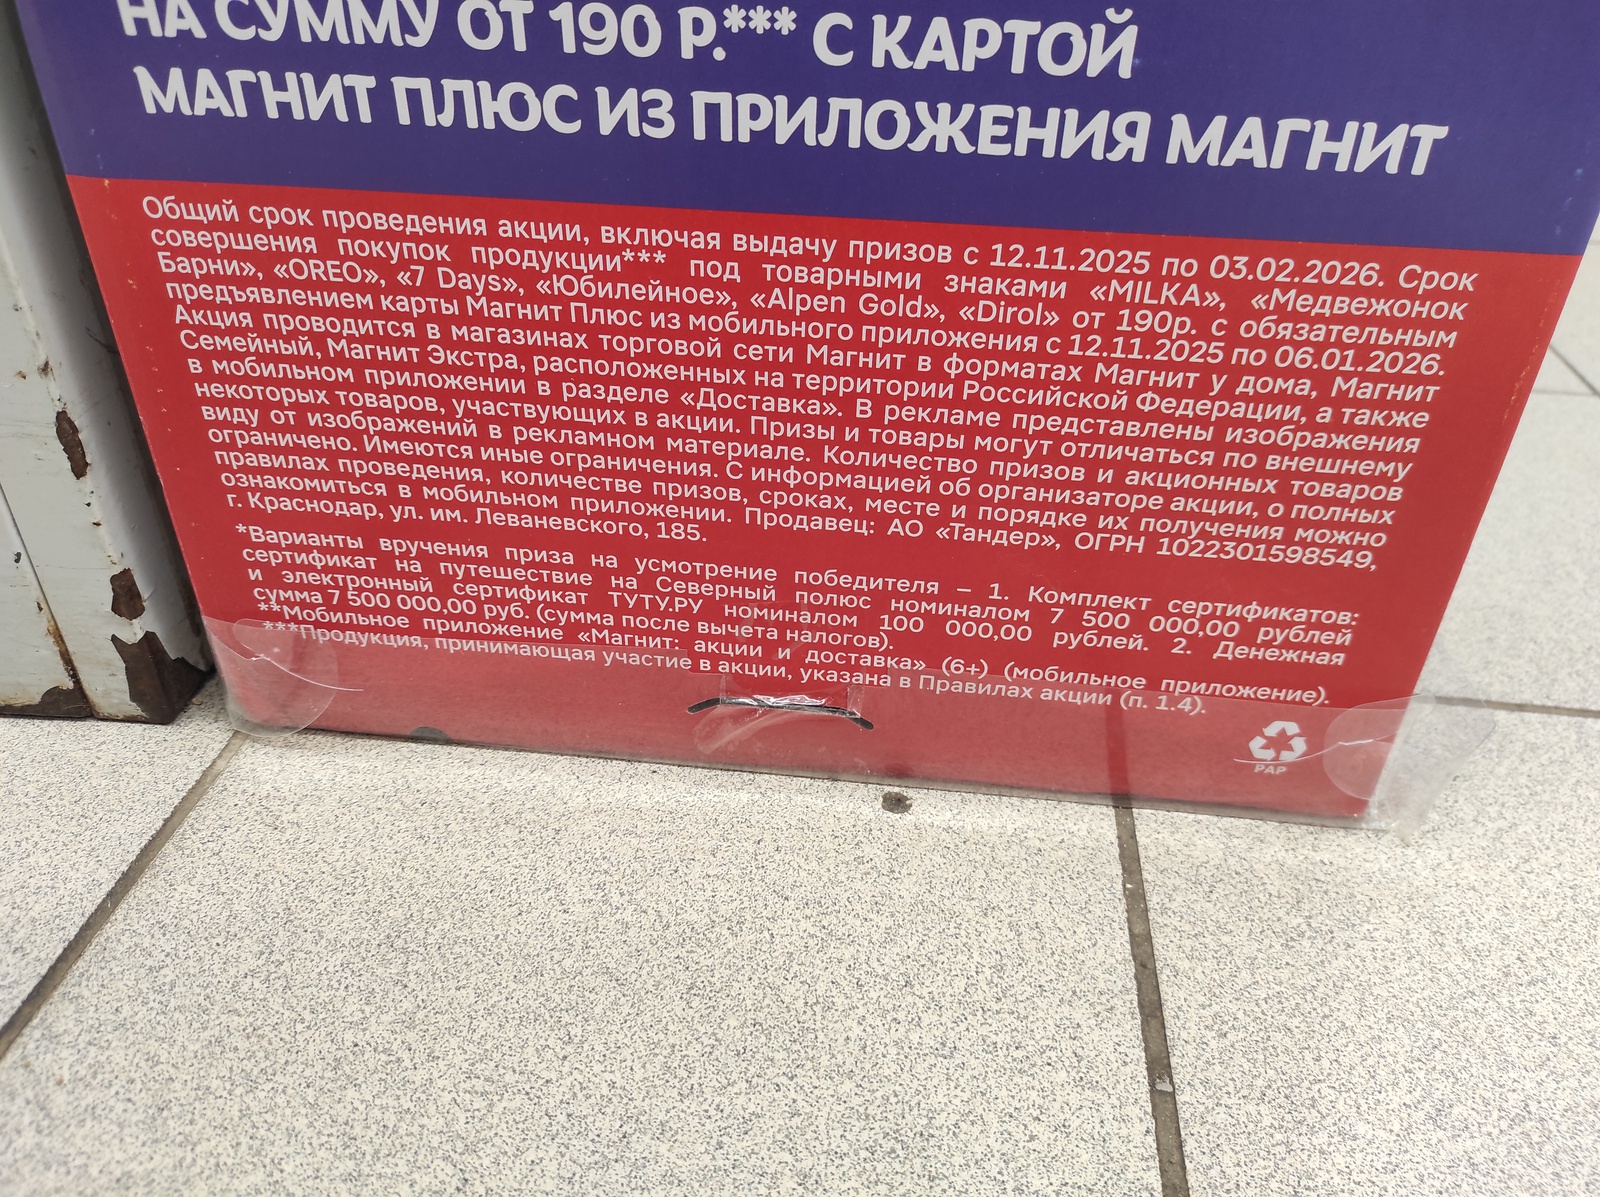 НА СУММУ ОТ 190 Р.*** С КАРТОЙ
МАГНИТ ПЛЮС ИЗ ПРИЛОЖЕНИЯ МАГНИТ
Общий срок проведения акции, включая выдачу призов с 12.11.2025 по 03.02.2026. Срок
совершения покупок продукции*** под товарными знаками «MILKA», «Медвежонок
Барни», «OREO», «7 Days», «Юбилейное», «Alpen Gold», «Dirol» от 190р. с обязательным
предъявлением карты Магнит Плюс из мобильного приложения с 12.11.2025 по 06.01.2026.
Акция проводится в магазинах торговой сети Магнит в форматах Магнит у дома, Магнит
Семейный, Магнит Экстра, расположенных на территории Российской Федерации, а также
в мобильном приложении в разделе «Доставка». В рекламе представлены изображения
некоторых товаров, участвующих в акции. Призы и товары могут отличаться по внешнему
виду от изображений в рекламном материале. Количество призов и акционных товаров
ограничено. Имеются иные ограничения. С информацией об организаторе акции, о полных
правилах проведения, количестве призов, сроках, месте и порядке их получения можно
ознакомиться в мобильном приложении. Продавец: АО «Тандер», ОГРН 1022301598549,
г. Краснодар, ул. им. Леваневского, 185.
*Варианты вручения приза на усмотрение победителя – 1. Комплект сертификатов:
сертификат на путешествие на Северный полюс номиналом 7 500 000,00 рублей
и электронный сертификат ТУТУ.РУ номиналом 100 000,00 рублей. 2. Денежная
сумма 7 500 000,00 руб. (сумма после вычета налогов).
**Мобильное приложение «Магнит: акции и доставка» (6+) (мобильное приложение).
***Продукция, принимающая участие в акции, указана в Правилах акции (п. 1.4).
PAP